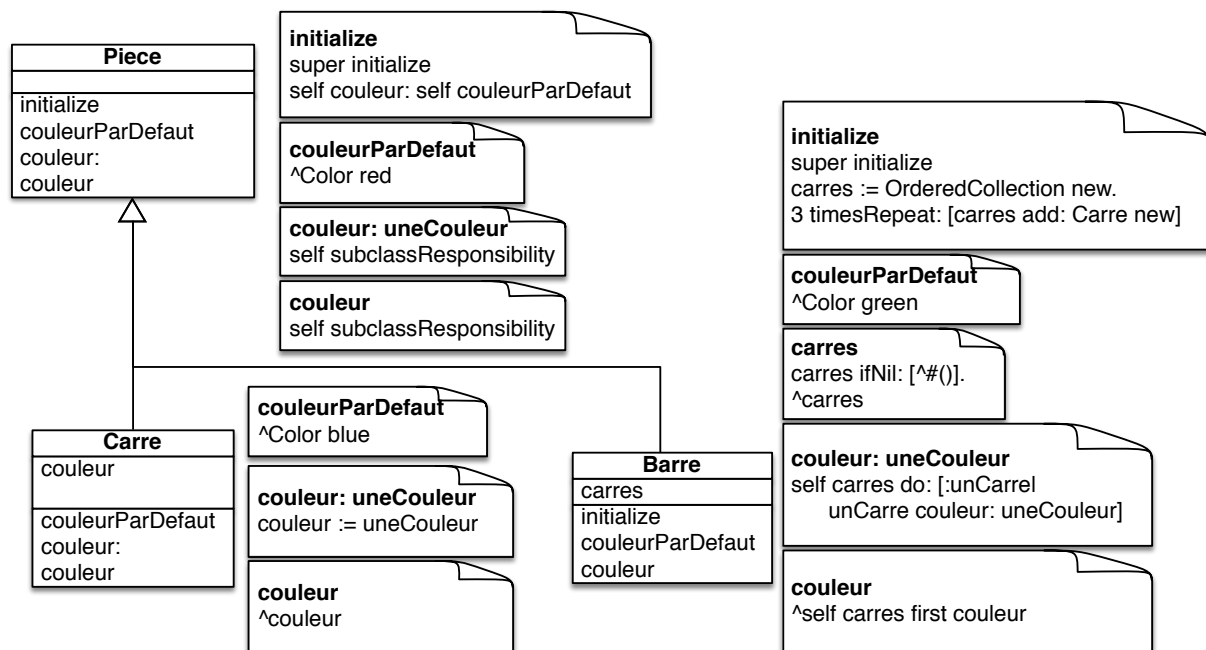 Piece
initialize
couleurParDefaut
couleur:
couleur
initialize
super initialize
self couleur: self couleurParDefaut
couleurParDefaut
^Color red
couleur: uneCouleur
self subclassResponsibility
couleur
self subclassResponsibility
Carre
couleur
couleurParDefaut
couleur:
couleur
couleurParDefaut
^Color blue
couleur: uneCouleur
couleur := uneCouleur
couleur
^couleur
Barre
carres
initialize
couleurParDefaut
couleur
initialize
super initialize
carres := OrderedCollection new.
3 timesRepeat: [carres add: Carre new]
couleurParDefaut
^Color green
carres
carres ifNil: [^#()].
^carres
couleur: uneCouleur
self carres do: [:unCarrel
unCarre couleur: uneCouleur]
couleur
^self carres first couleur